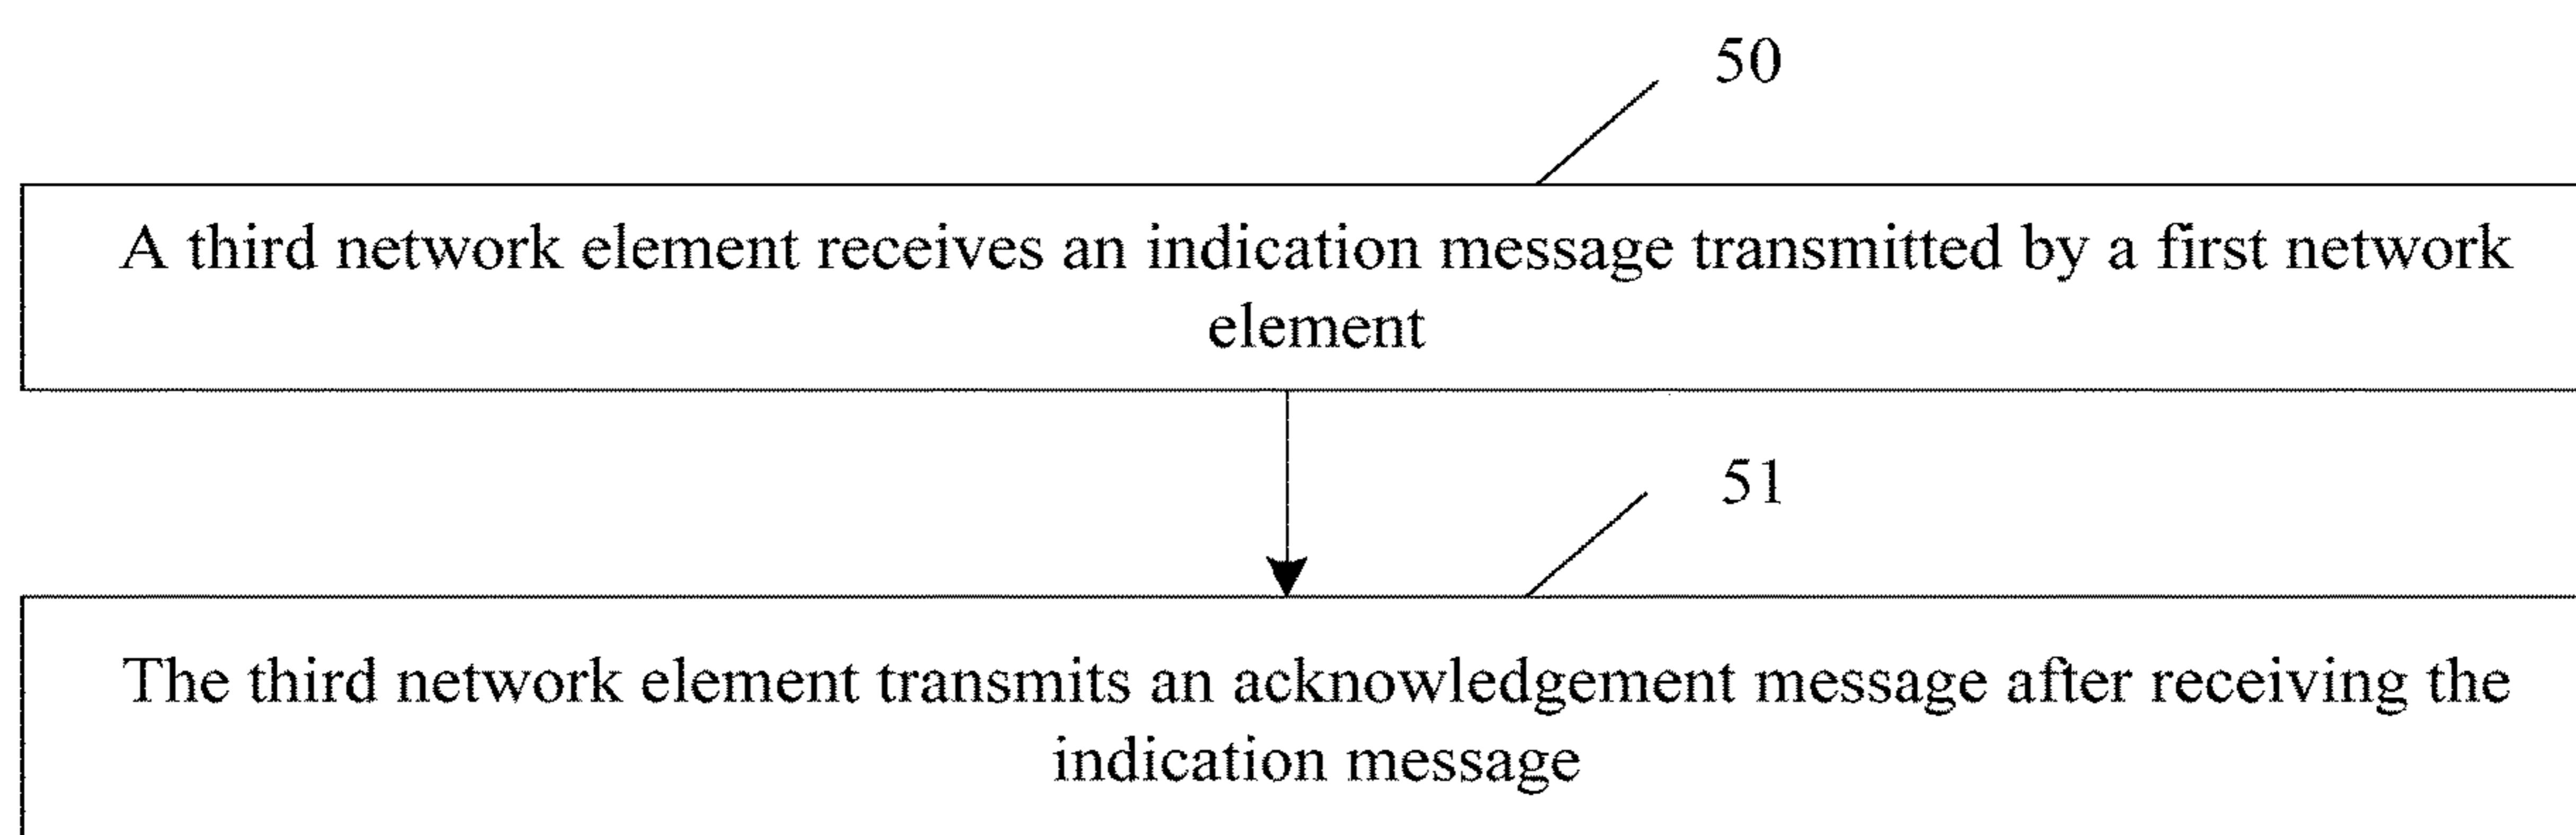 50
A third network element receives an indication message transmitted by a first network
element
51
The third network element transmits an acknowledgement message after receiving the
indication message